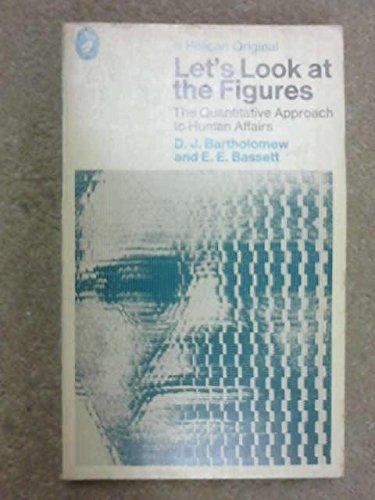 a Pelican Original
Let's Look at
the Figures
The Quantitative Approach
to Human Affairs
D. J. Bartholomew
and E. E. Bassett